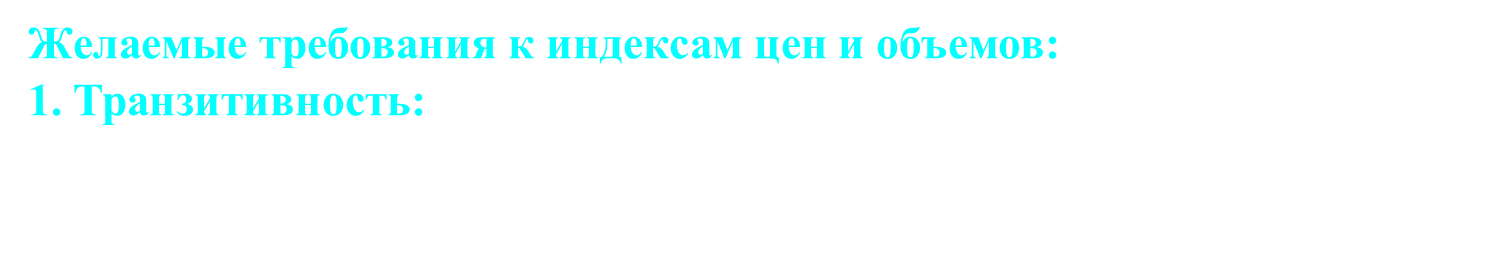 Желаемые требования к индексам цен и объемов:
1. Транзитивность: